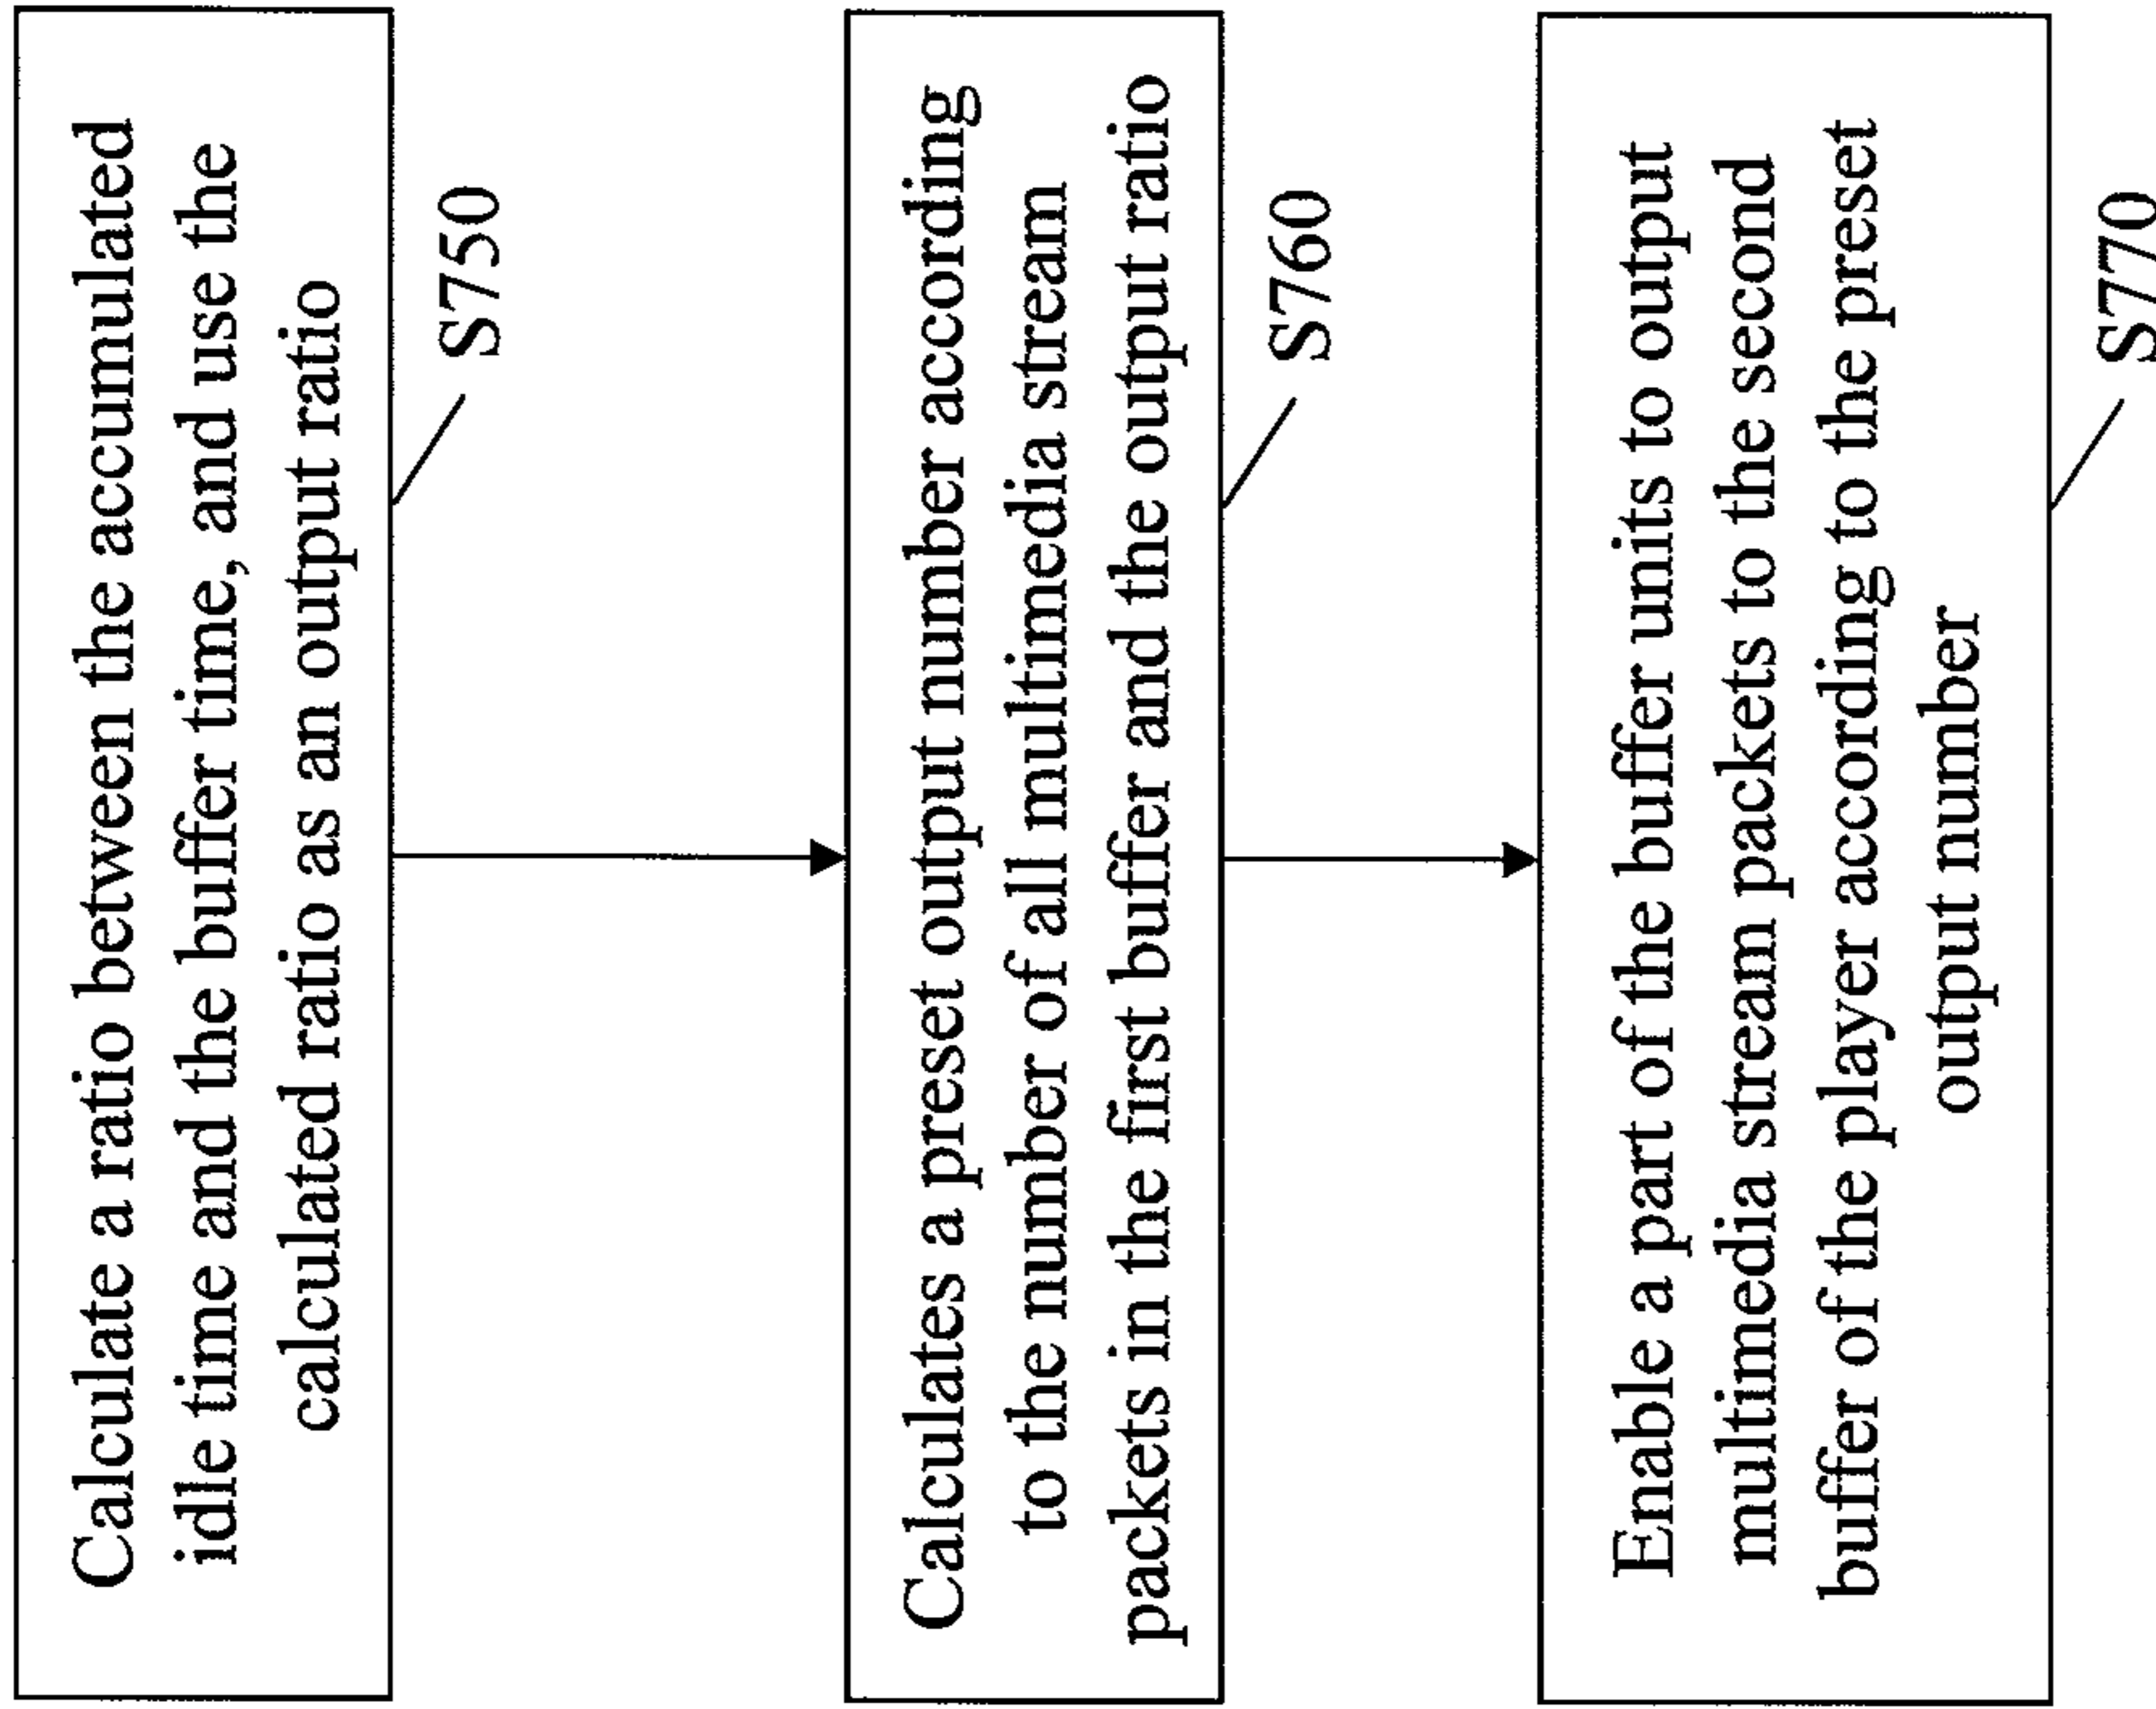 Calculate a ratio between the accumulated
idle time and the buffer time, and use the
calculated ratio as an output ratio
S750
Calculates a preset output number according
to the number of all multimedia stream
packets in the first buffer and the output ratio
S760
Enable a part of the buffer units to output
multimedia stream packets to the second
buffer of the player according to the preset
output number
S770